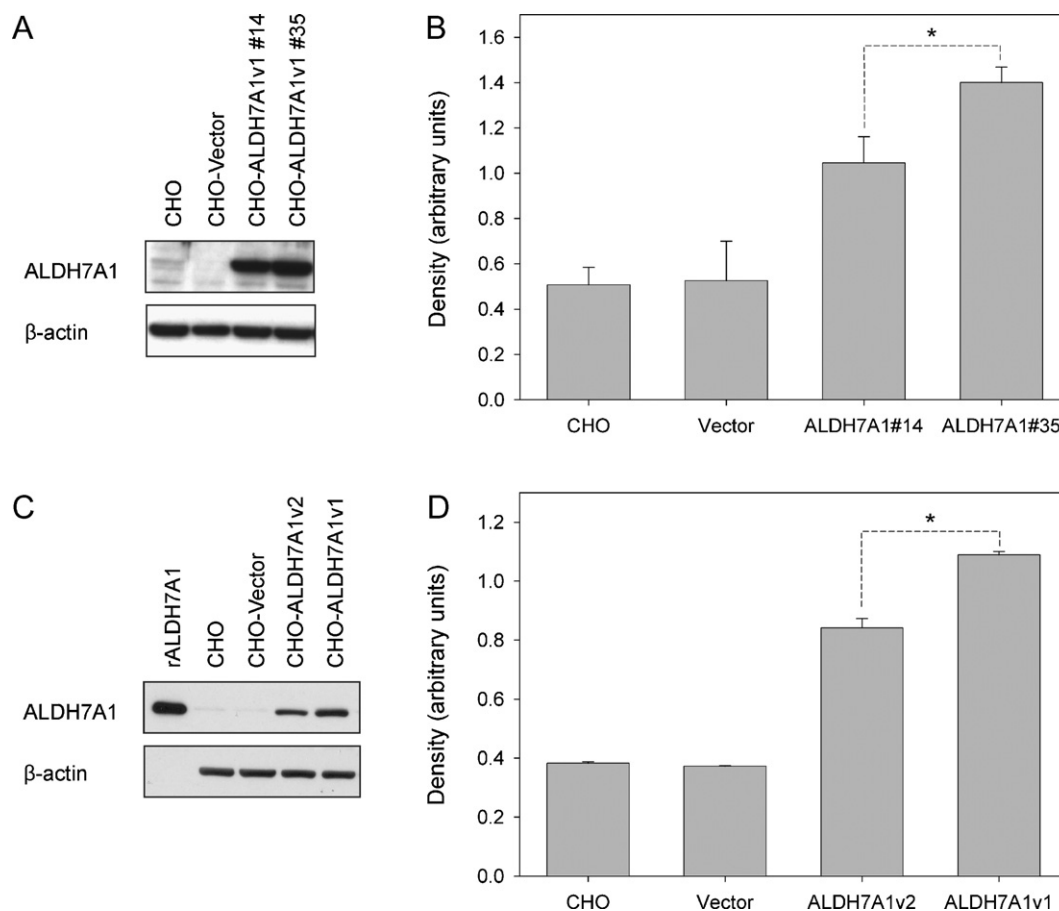 A
CHO
CHO-Vector
CHO-ALDH7A1v1 #14
CHO-ALDH7A1v1 #35
ALDH7A1
β-actin
B
Density (arbitrary units)
1.6
1.4
1.2
1.0
0.8
0.6
0.4
0.2
0.0
*
CHO
Vector
ALDH7A1#14
ALDH7A1#35
C
rALDH7A1
CHO
CHO-Vector
CHO-ALDH7A1v2
CHO-ALDH7A1v1
ALDH7A1
β-actin
D
Density (arbitrary units)
1.2
1.0
0.8
0.6
0.4
0.2
0.0
*
CHO
Vector
ALDH7A1v2
ALDH7A1v1